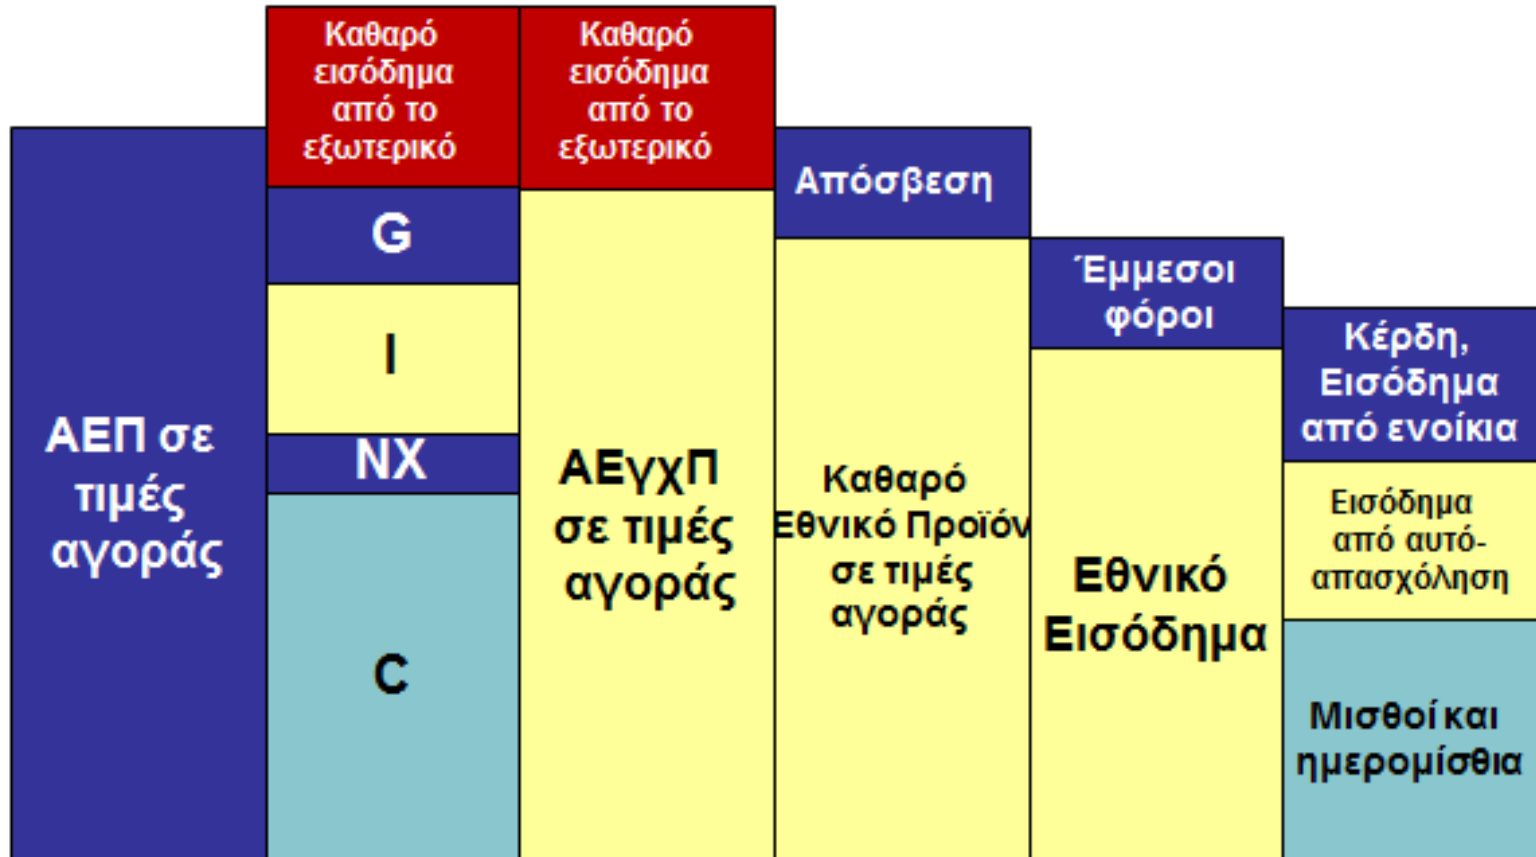 ΑΕΠ σε
τιμές
αγοράς
Καθαρό
εισόδημα
από το
εξωτερικό
G
I
NX
C
Καθαρό
εισόδημα
από το
εξωτερικό
ΑΕγχΠ
σε τιμές
αγοράς
Απόσβεση
Καθαρό
Εθνικό Προϊόν
σε τιμές
αγοράς
Έμμεσοι
φόροι
Εθνικό
Εισόδημα
Κέρδη,
Εισόδημα
από ενοίκια
Εισόδημα
από αυτό-
απασχόληση
Μισθοί και
ημερομίσθια